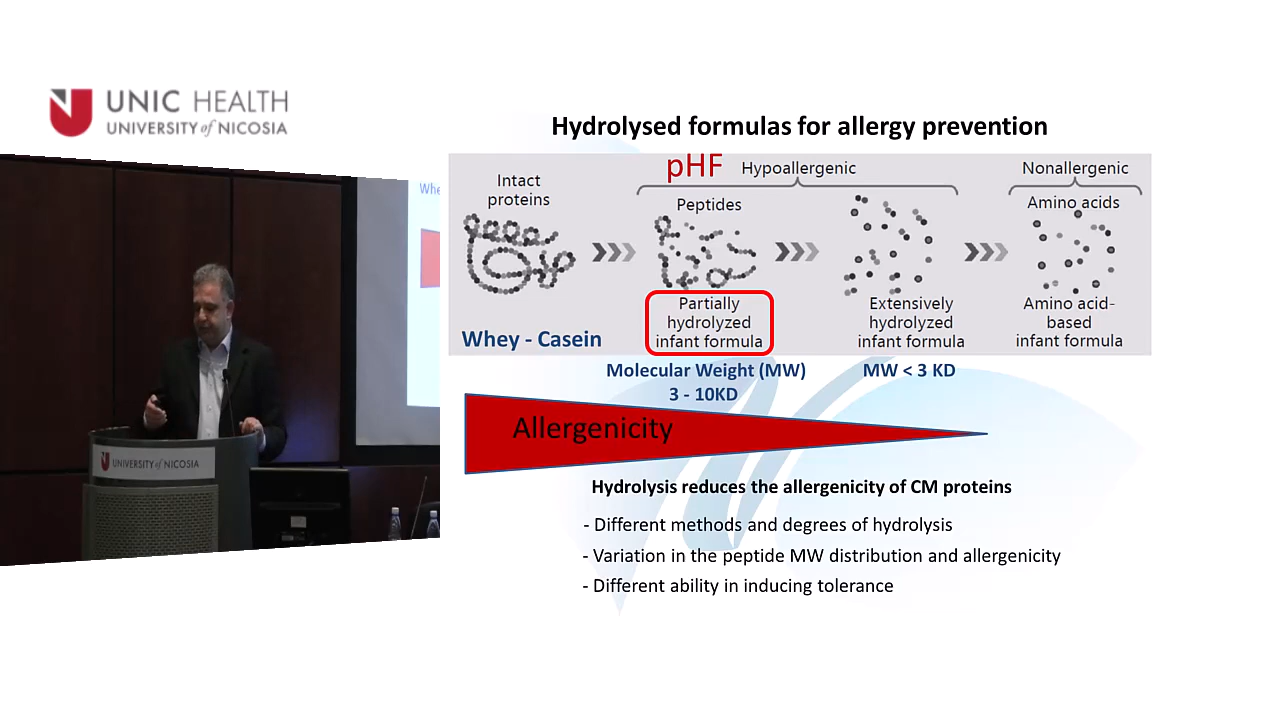 UNIC HEALTH
UNIVERSITY of NICOSIA
Hydrolysed formulas for allergy prevention
pHF
Hypoallergenic
Nonallergenic
Intact
proteins
Peptides
Amino acids
Partially
hydrolyzed
infant formula
Extensively
hydrolyzed
infant formula
Amino acid-
based
infant formula
Whey - Casein
Molecular Weight (MW)
3 - 10KD
MW < 3 KD
Allergenicity
Hydrolysis reduces the allergenicity of CM proteins
- Different methods and degrees of hydrolysis
- Variation in the peptide MW distribution and allergenicity
- Different ability in inducing tolerance
Whe
UNIVERSITY of NICOSIA